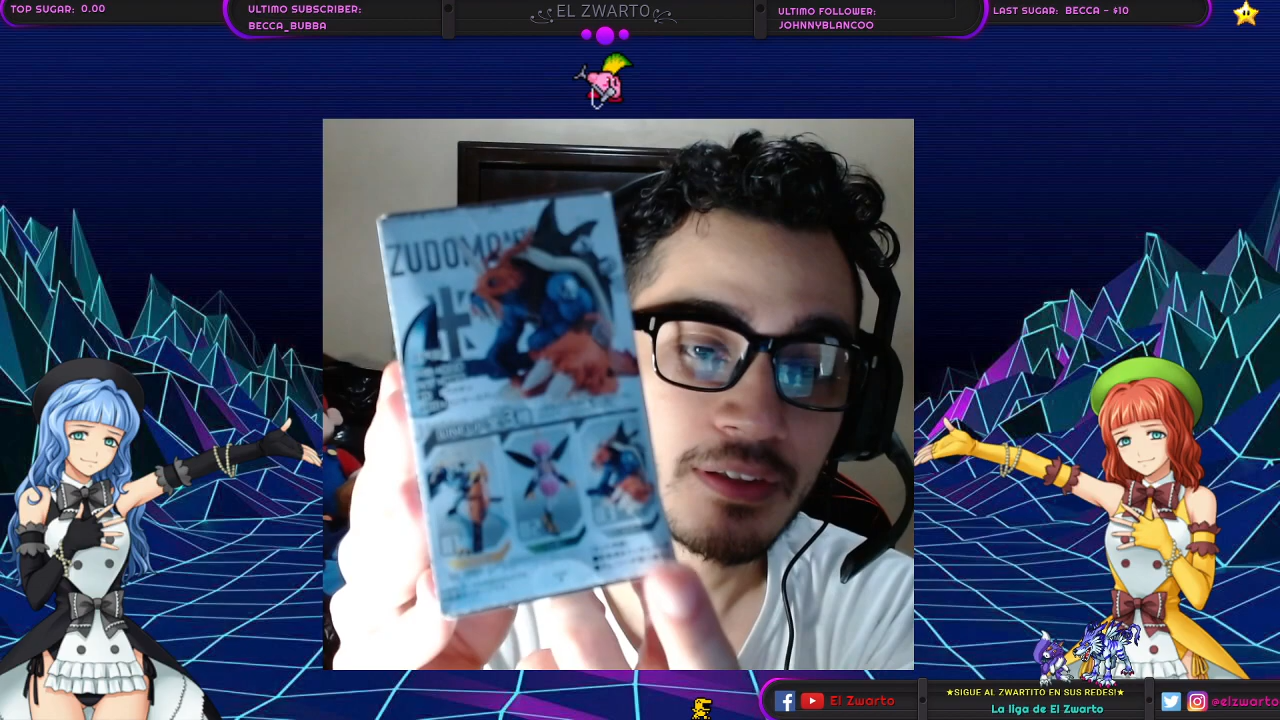 TOP SUGAR: 0.00
ULTIMO SUBSCRIBER:
BECCA_BUBBA
EL ZWARTO
ULTIMO FOLLOWER:
JOHNNYBLANCOO
LAST SUGAR: BECCA - $10
ZUDOMON
★SIGUE AL ZWARTITO EN SUS REDES!★
El Zwarto
La liga de El Zwarto
@elzwarto